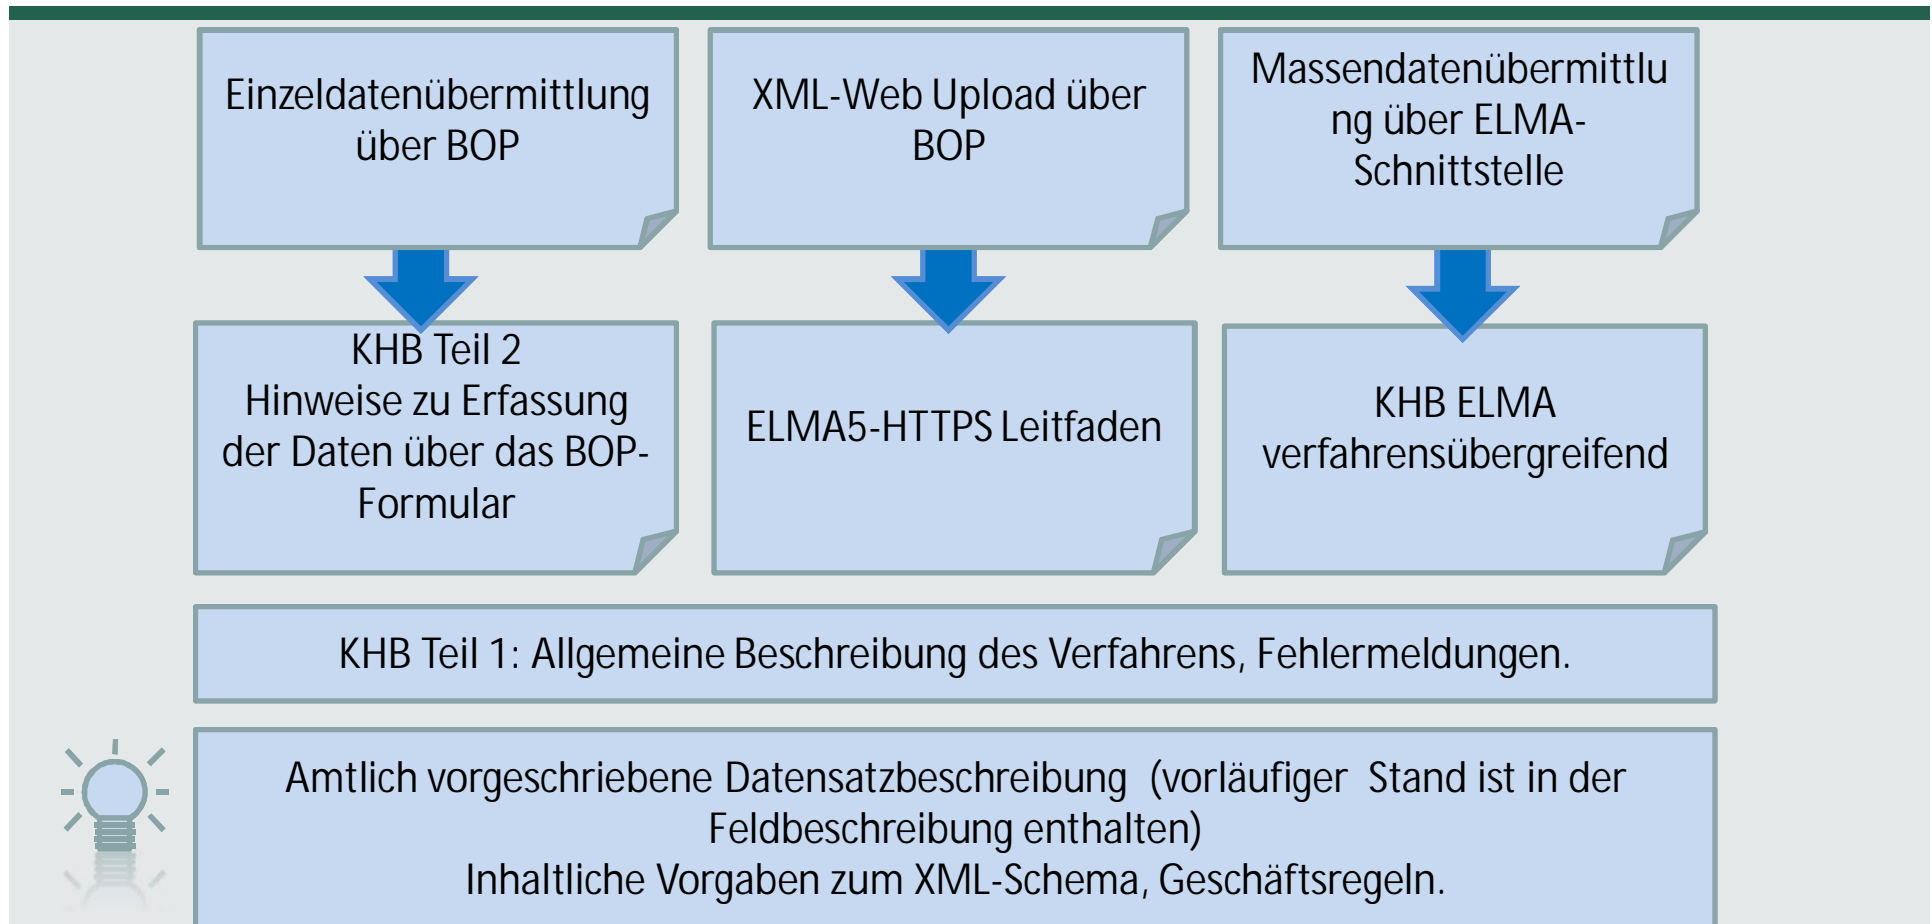 Einzeldatenübermittlung
über BOP
XML-Web Upload über
BOP
Massendatenübermittlu
ng über ELMA-
Schnittstelle
KHB Teil 2
Hinweise zu Erfassung
der Daten über das BOP-
Formular
ELMA5-HTTPS Leitfaden
KHB ELMA
verfahrensübergreifend
KHB Teil 1: Allgemeine Beschreibung des Verfahrens, Fehlermeldungen.
Amtlich vorgeschriebene Datensatzbeschreibung (vorläufiger Stand ist in der
Feldbeschreibung enthalten)
Inhaltliche Vorgaben zum XML-Schema, Geschäftsregeln.